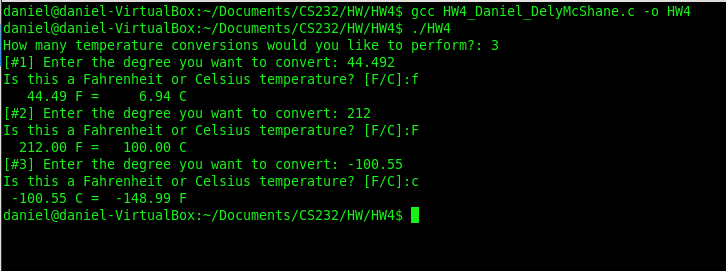 daniel@daniel-VirtualBox:~/Documents/CS232/HW/HW4$ gcc HW4_Daniel_DelyMcShane.c -o HW4
daniel@daniel-VirtualBox:~/Documents/CS232/HW/HW4$ ./HW4
How many temperature conversions would you like to perform?: 3
[#1] Enter the degree you want to convert: 44.492
Is this a Fahrenheit or Celsius temperature? [F/C]:f
   44.49 F =     6.94 C
[#2] Enter the degree you want to convert: 212
Is this a Fahrenheit or Celsius temperature? [F/C]:F
  212.00 F =   100.00 C
[#3] Enter the degree you want to convert: -100.55
Is this a Fahrenheit or Celsius temperature? [F/C]:c
 -100.55 C =  -148.99 F
daniel@daniel-VirtualBox:~/Documents/CS232/HW/HW4$